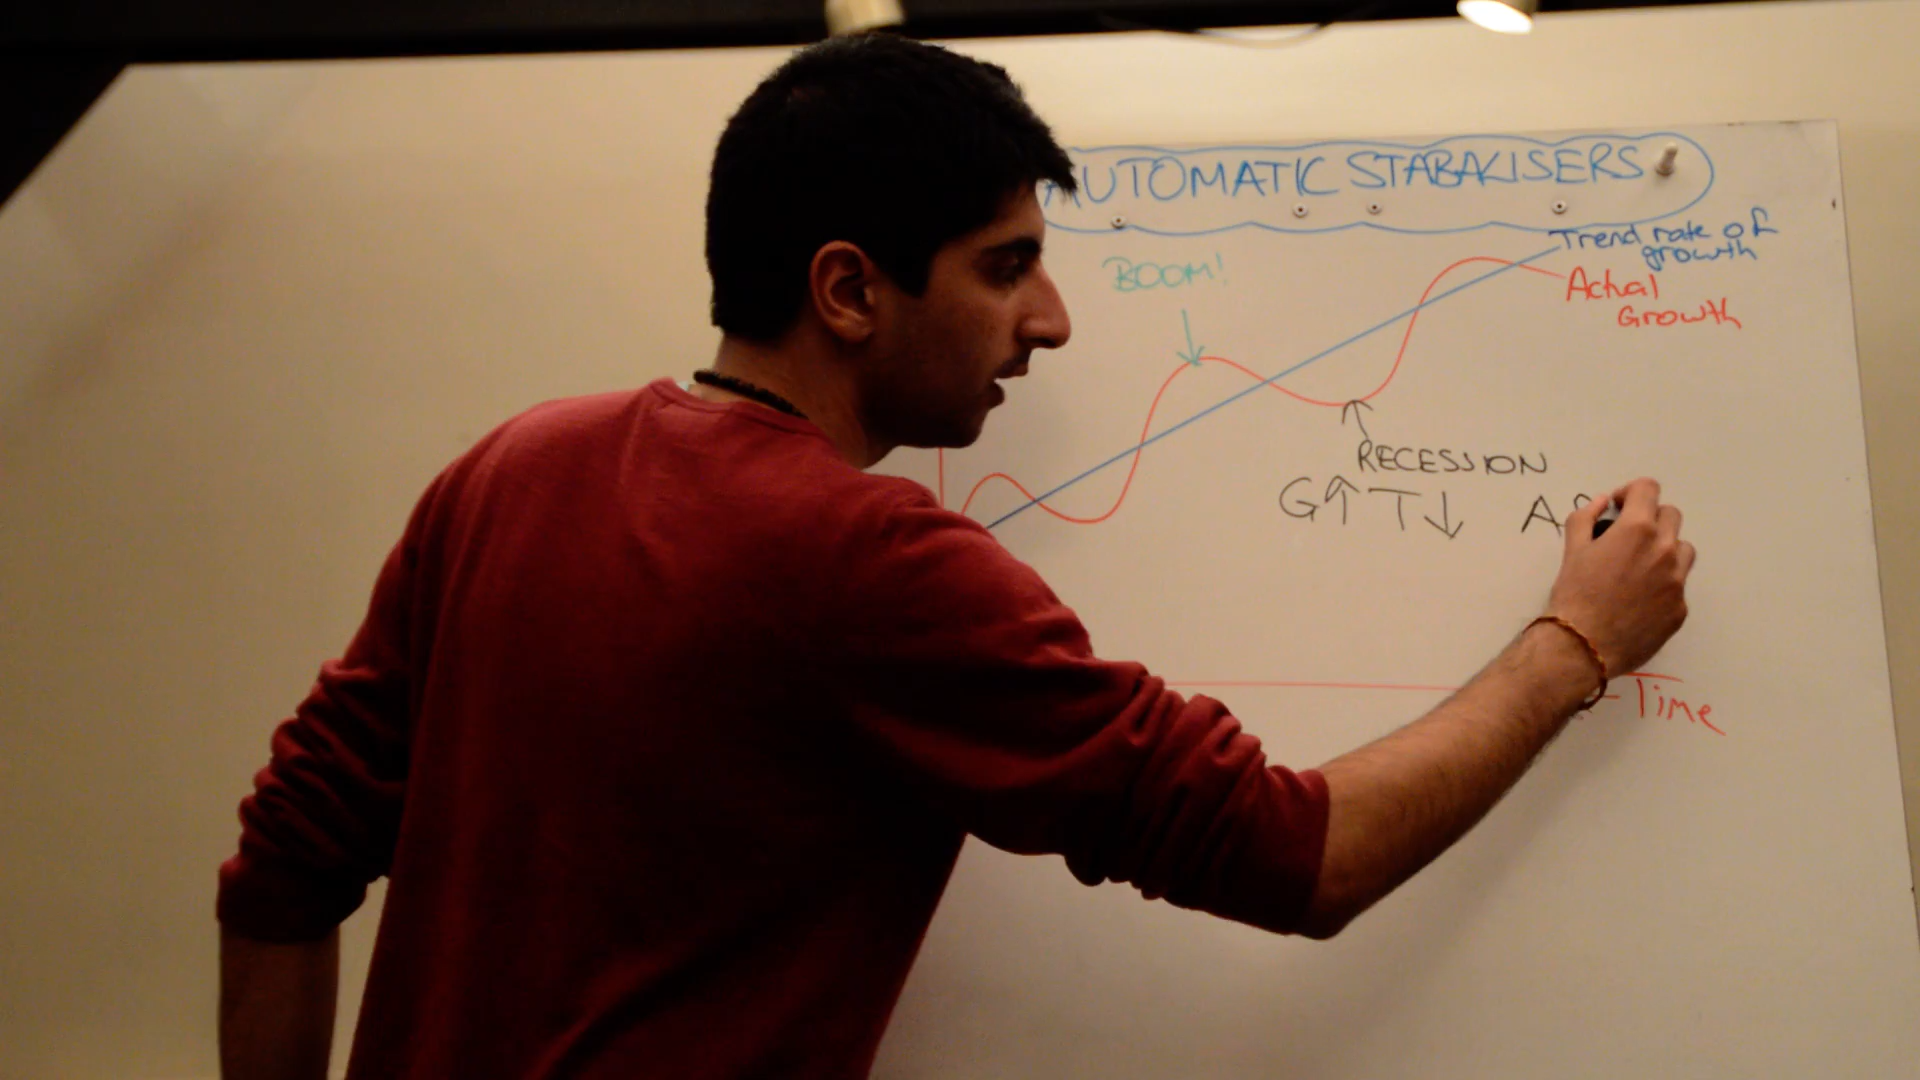 AUTOMATIC STABALISERS
Trend rate of
growth
BOOM!
Actual
Growth
RECESSION
G↑ T↓ A
Time